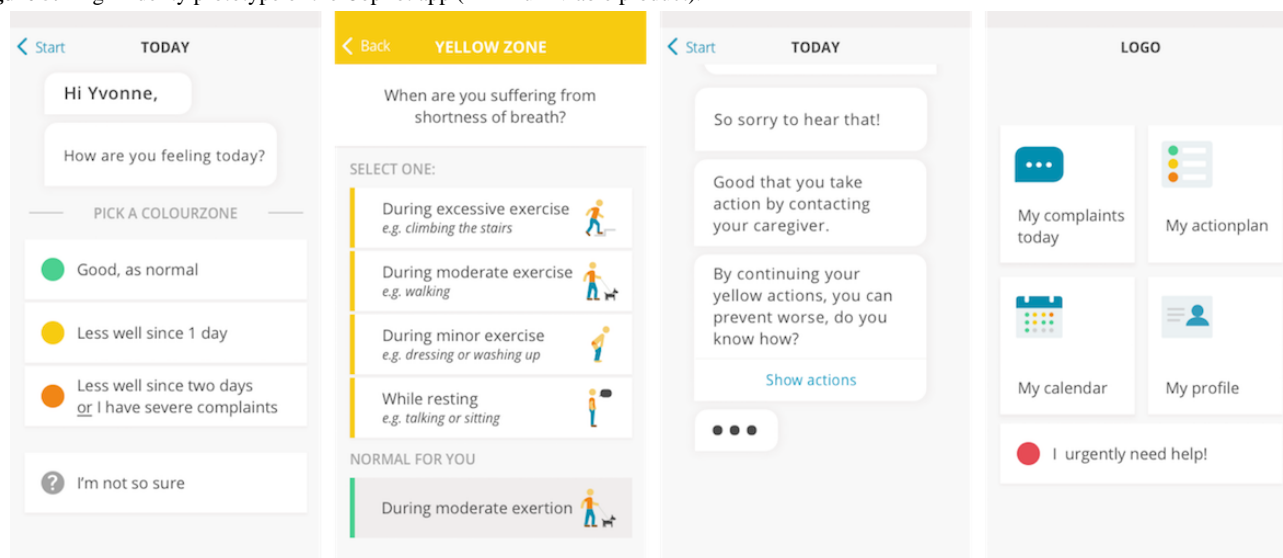 Start
TODAY
Hi Yvonne,
How are you feeling today?
PICK A COLOURZONE
Good, as normal
Less well since 1 day
Less well since two days
or I have severe complaints
?
I'm not so sure
Back
YELLOW ZONE
When are you suffering from
shortness of breath?
SELECT ONE:
During excessive exercise
e.g. climbing the stairs
During moderate exercise
e.g. walking
During minor exercise
e.g. dressing or washing up
While resting
e.g. talking or sitting
NORMAL FOR YOU
During moderate exertion
Start
TODAY
So sorry to hear that!
Good that you take
action by contacting
your caregiver.
By continuing your
yellow actions, you can
prevent worse, do you
know how?
Show actions
LOGO
My complaints
today
My actionplan
My calendar
My profile
I urgently need help!